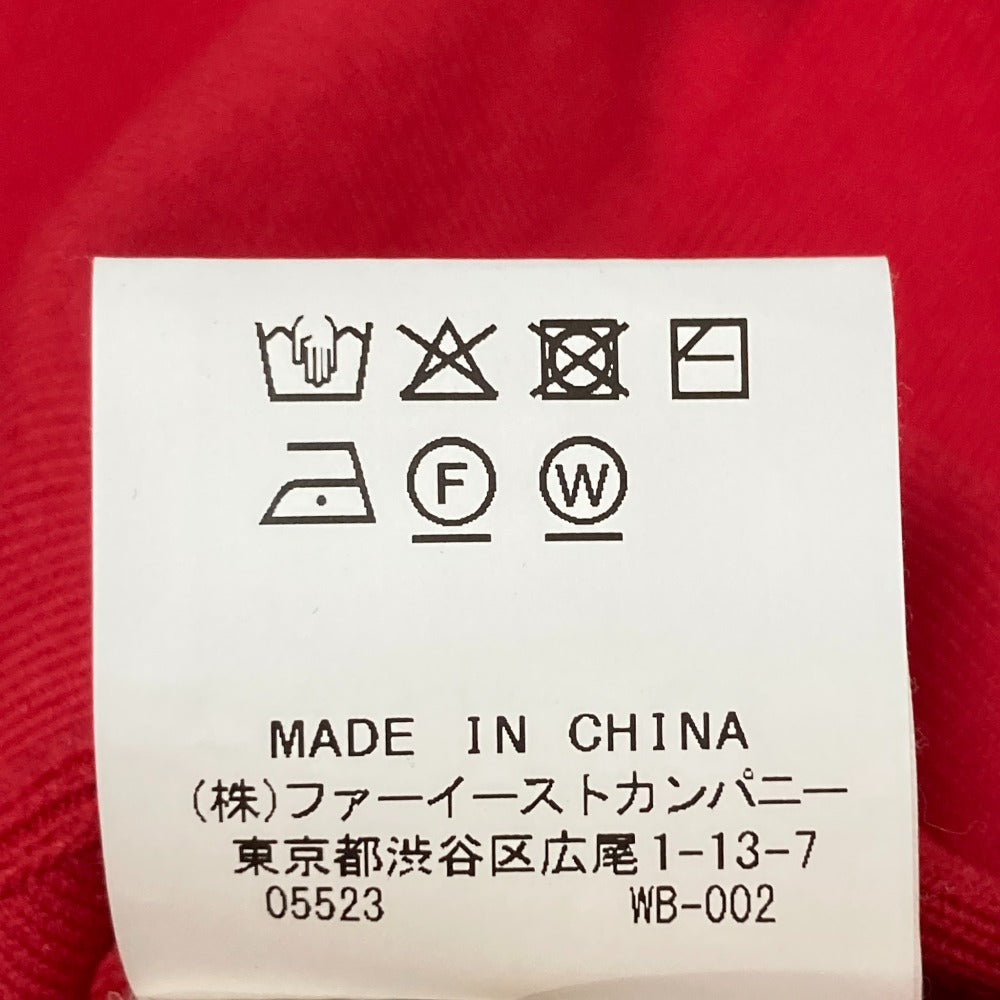 F W
MADE IN CHINA
(株)ファーイーストカンパニー
東京都渋谷区広尾1-13-7
05523 WB-002